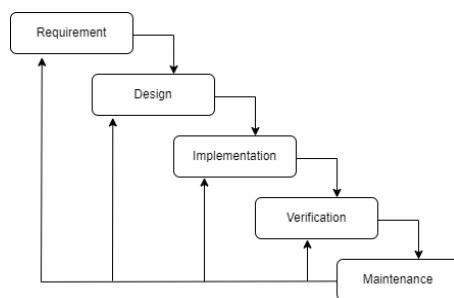 Requirement
Design
Implementation
Verification
Maintenance